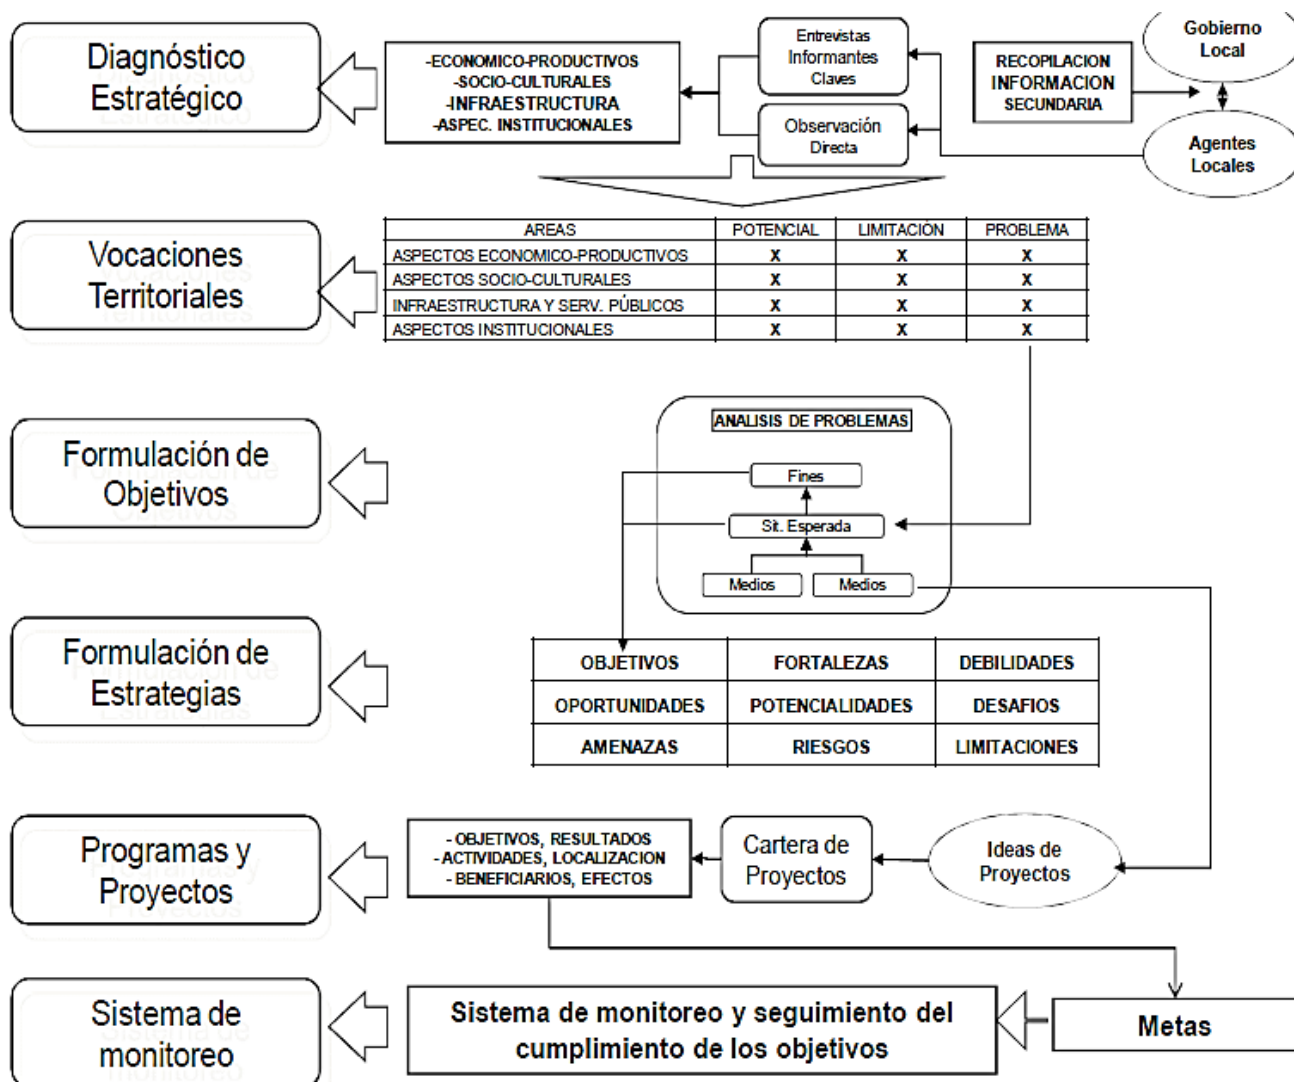 Diagnóstico
Estratégico
-ECONOMICO-PRODUCTIVOS
-SOCIO-CULTURALES
-INFRAESTRUCTURA
-ASPEC. INSTITUCIONALES
Entrevistas
Informantes
Claves
Observación
Directa
RECOPILACION
INFORMACION
SECUNDARIA
Gobierno
Local
Agentes
Locales
Vocaciones
Territoriales
AREAS POTENCIAL LIMITACIÓN PROBLEMA
ASPECTOS ECONOMICO-PRODUCTIVOS X X X
ASPECTOS SOCIO-CULTURALES X X X
INFRAESTRUCTURA Y SERV. PÚBLICOS X X X
ASPECTOS INSTITUCIONALES X X X
Formulación de
Objetivos
ANALISIS DE PROBLEMAS
Fines
Sit. Esperada
Medios Medios
Formulación de
Estrategias
OBJETIVOS FORTALEZAS DEBILIDADES
OPORTUNIDADES POTENCIALIDADES DESAFIOS
AMENAZAS RIESGOS LIMITACIONES
Programas y
Proyectos
- OBJETIVOS, RESULTADOS
- ACTIVIDADES, LOCALIZACION
- BENEFICIARIOS, EFECTOS
Cartera de
Proyectos
Ideas de
Proyectos
Sistema de
monitoreo
Sistema de monitoreo y seguimiento del
cumplimiento de los objetivos
Metas